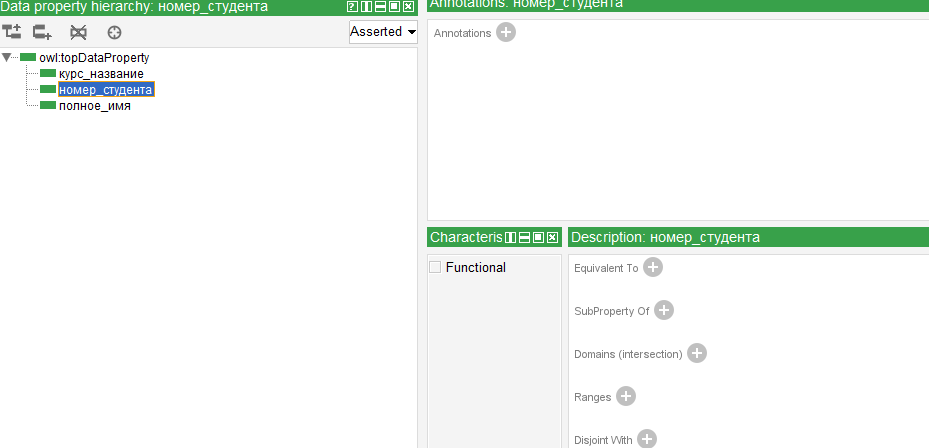 Data property hierarchy: номер_студента
Asserted
owl:topDataProperty
курс_название
номер_студента
полное_имя
Annotations: номер_студента
Annotations
Characteris
Functional
Description: номер_студента
Equivalent To
SubProperty Of
Domains (intersection)
Ranges
Disjoint With